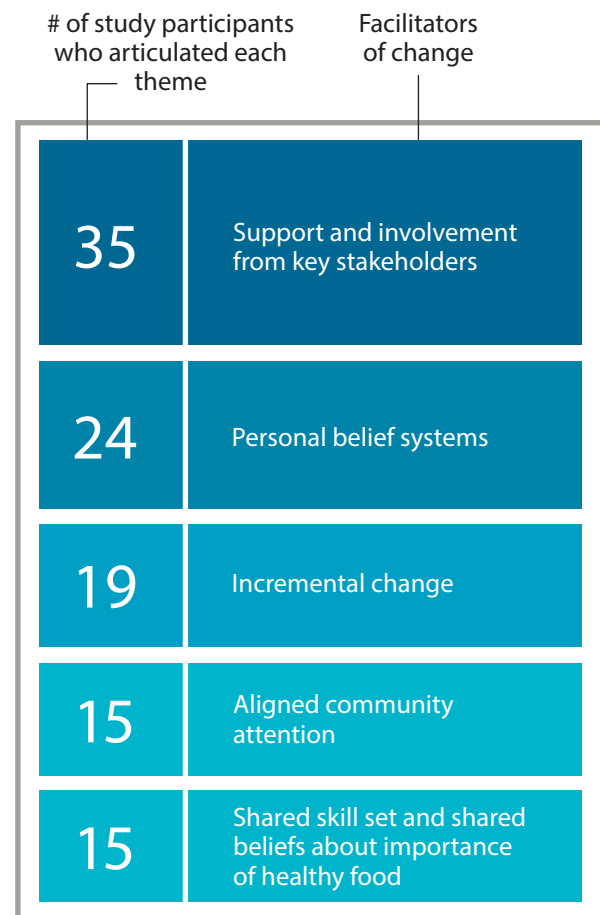 # of study participants
who articulated each
theme
Facilitators
of change
35
Support and involvement
from key stakeholders
24
Personal belief systems
19
Incremental change
15
Aligned community
attention
15
Shared skill set and shared
beliefs about importance
of healthy food